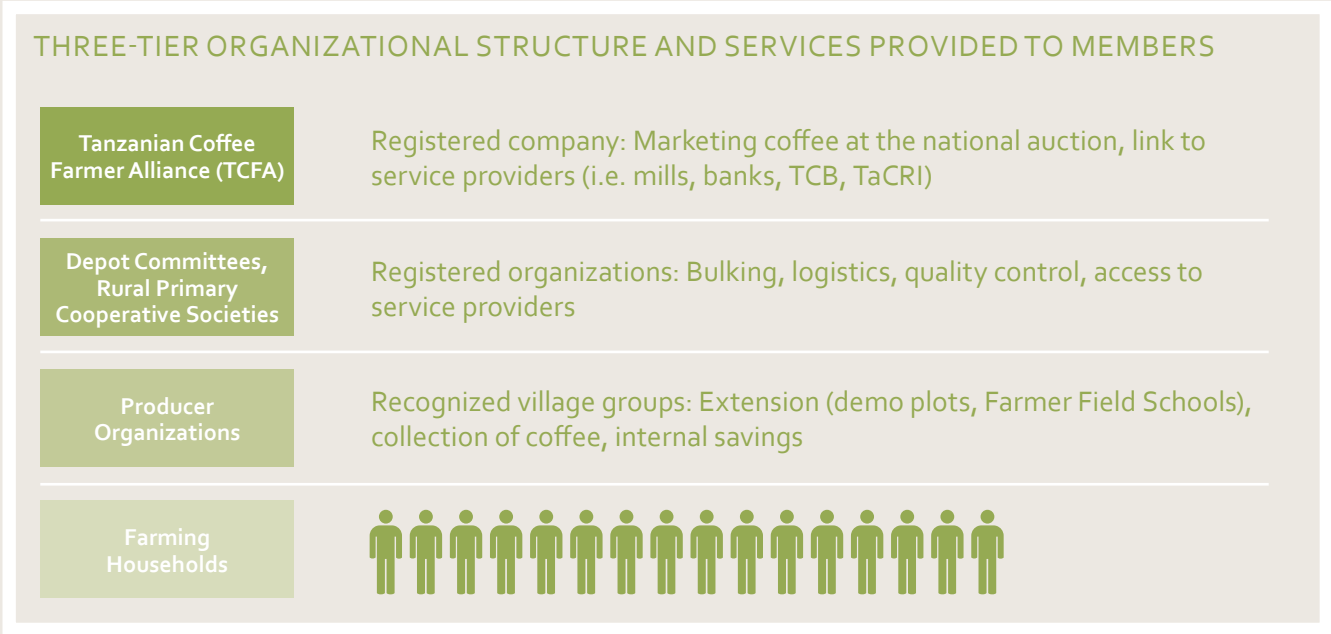 THREE-TIER ORGANIZATIONAL STRUCTURE AND SERVICES PROVIDED TO MEMBERS
Tanzanian Coffee
Farmer Alliance (TCFA)
Registered company: Marketing coffee at the national auction, link to
service providers (i.e. mills, banks, TCB, TaCRI)
Depot Committees,
Rural Primary
Cooperative Societies
Registered organizations: Bulking, logistics, quality control, access to
service providers
Producer
Organizations
Recognized village groups: Extension (demo plots, Farmer Field Schools),
collection of coffee, internal savings
Farming
Households